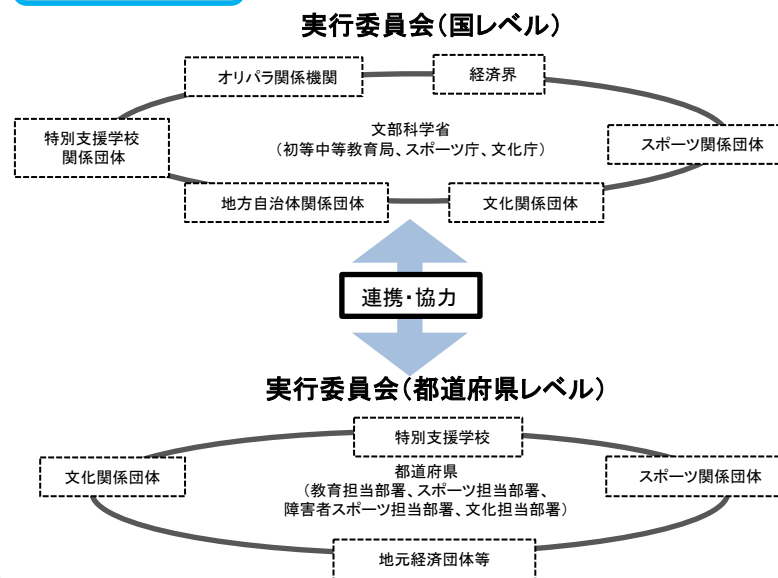 実行委員会(国レベル)
オリパラ関係機関
経済界
特別支援学校
関係団体
文部科学省
(初等中等教育局、スポーツ庁、文化庁)
スポーツ関係団体
地方自治体関係団体
文化関係団体
連携・協力
実行委員会(都道府県レベル)
特別支援学校
文化関係団体
都道府県
(教育担当部署、スポーツ担当部署、
障害者スポーツ担当部署、文化担当部署)
スポーツ関係団体
地元経済団体等